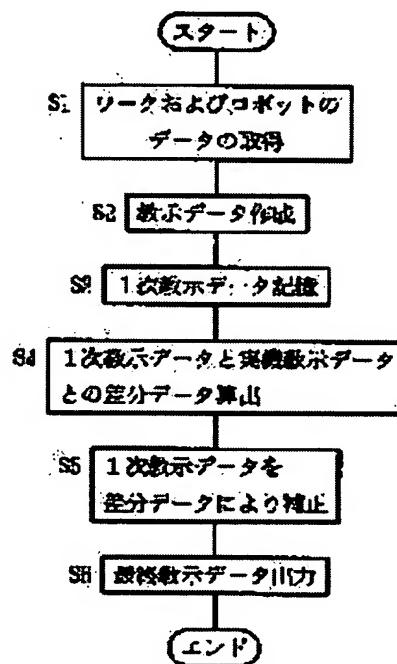 スタート
S1 ワークおよびロボットの
データの取得
S2 教示データ作成
S3 1次教示データ記憶
S4 1次教示データと実機教示データ
との差分データ算出
S5 1次教示データを
差分データにより補正
S6 最終教示データ出力
エンド